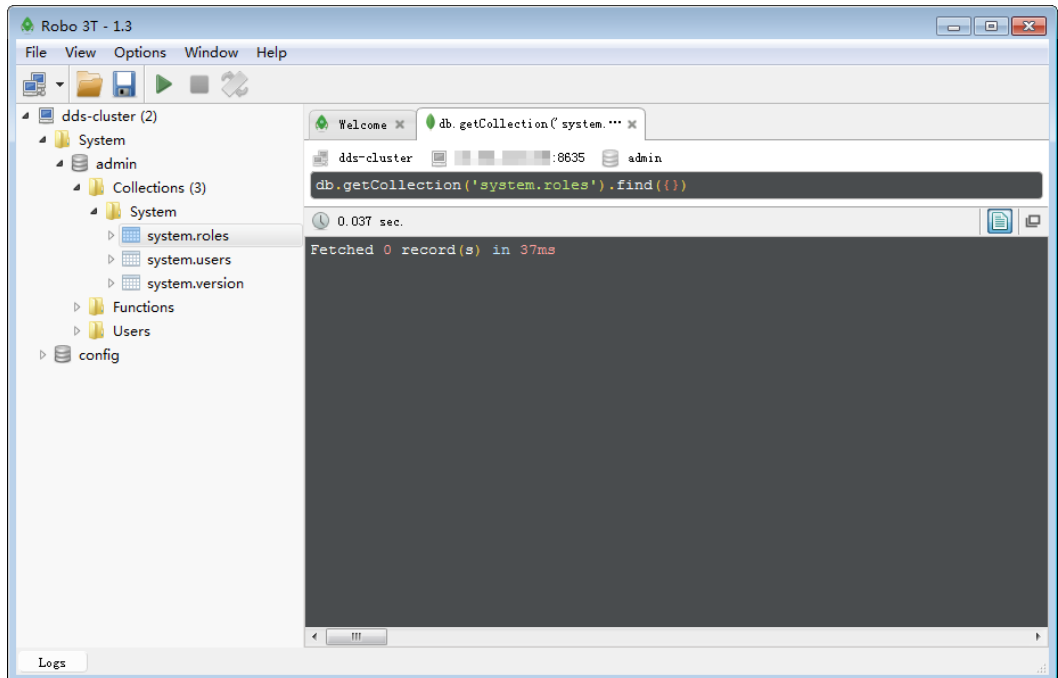 Robo 3T - 1.3
File View Options Window Help
dds-cluster (2)
System
admin
Collections (3)
System
system.roles
system.users
system.version
Functions
Users
config
Welcome
db.getCollection('system.···
dds-cluster :8635 admin
db.getCollection('system.roles').find({})
0.037 sec.
Fetched 0 record(s) in 37ms
Logs